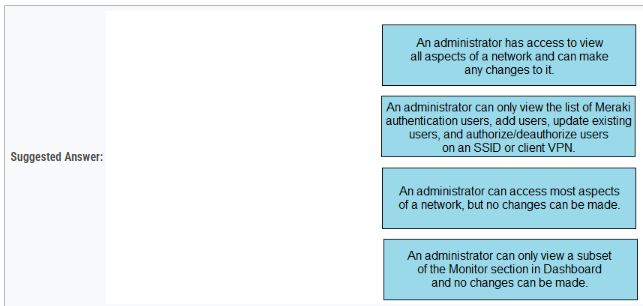 An administrator has access to view
all aspects of a network and can make
any changes to it.
An administrator can only view the list of Meraki
authentication users, add users, update existing
users, and authorize/deauthorize users
on an SSID or client VPN.
Suggested Answer:
An administrator can access most aspects
of a network, but no changes can be made.
An administrator can only view a subset
of the Monitor section in Dashboard
and no changes can be made.